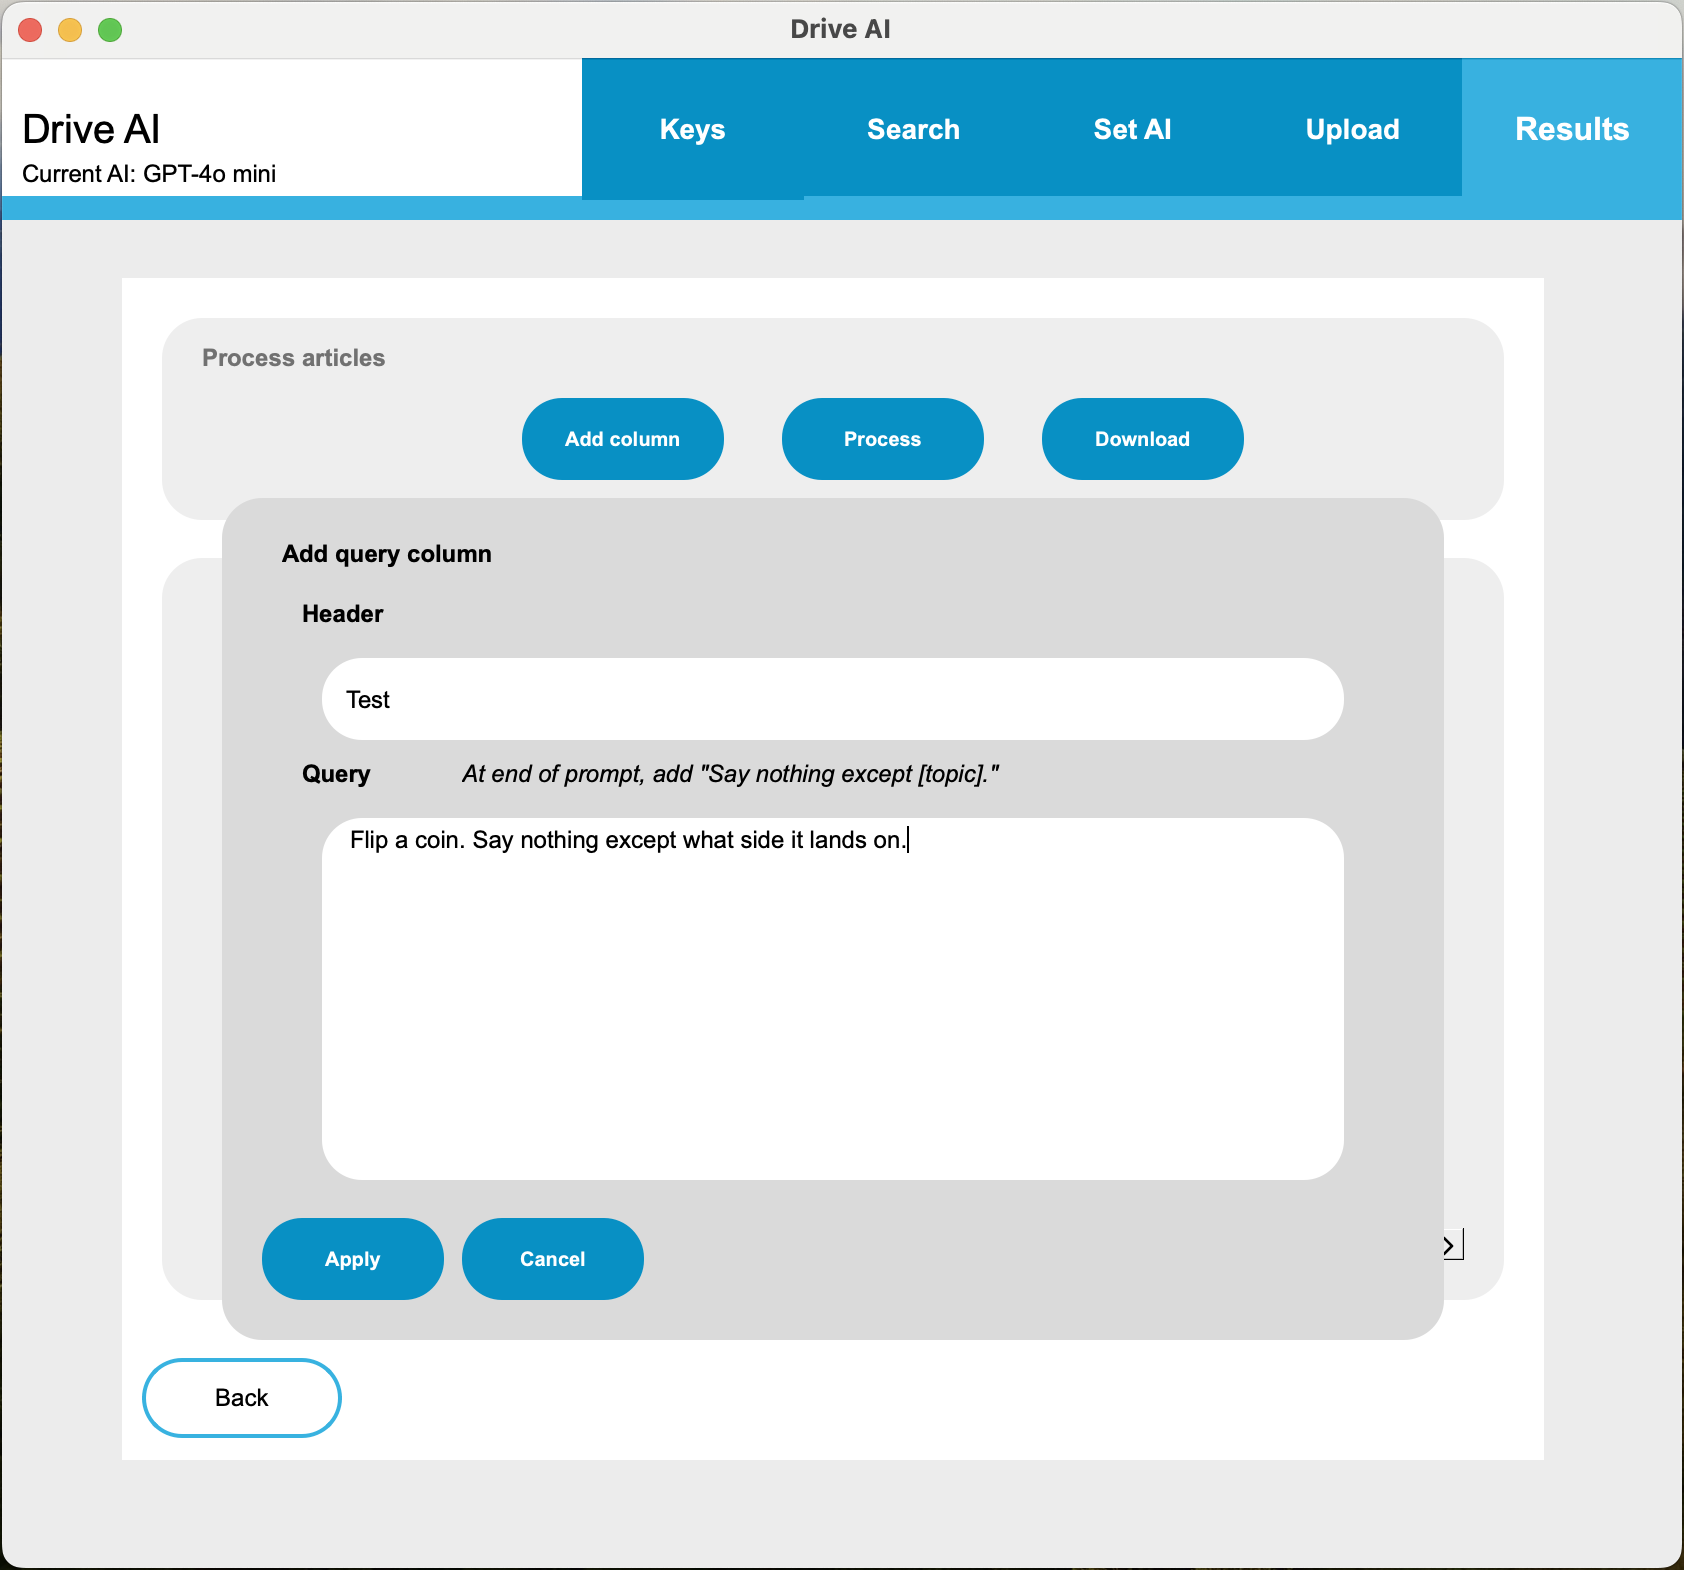 Drive AI
Drive AI
Current AI: GPT-4o mini
Keys
Search
Set AI
Upload
Results
Process articles
Add column
Process
Download
Add query column
Header
Test
Query
At end of prompt, add "Say nothing except [topic]."
Flip a coin. Say nothing except what side it lands on.
Apply
Cancel
Back